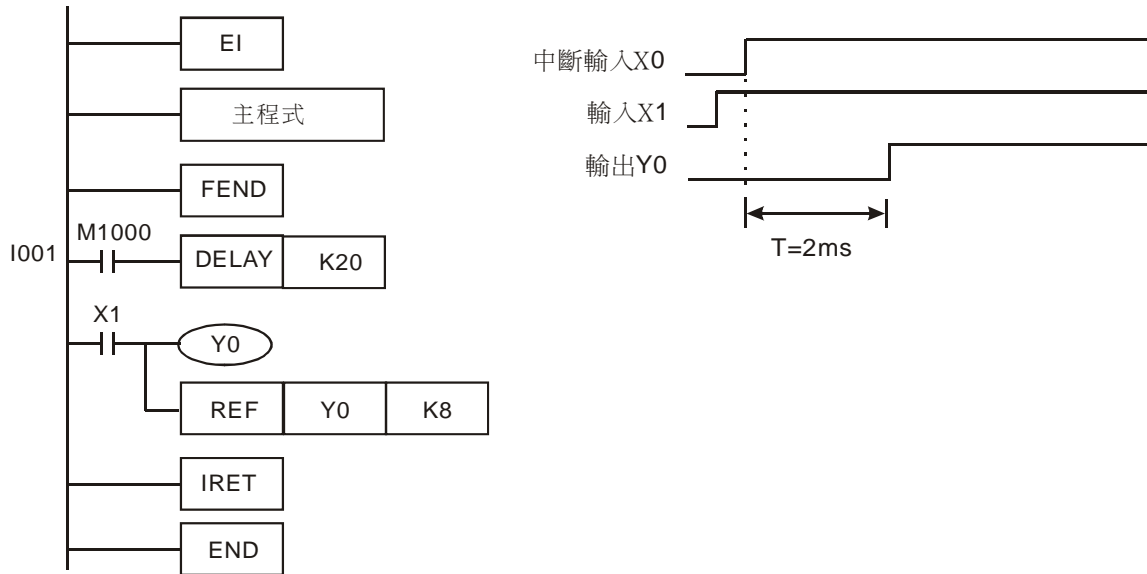 EI
主程式
FEND
I001
M1000
DELAY K20
X1
Y0
REF Y0 K8
IRET
END
中斷輸入X0
輸入X1
輸出Y0
T=2ms